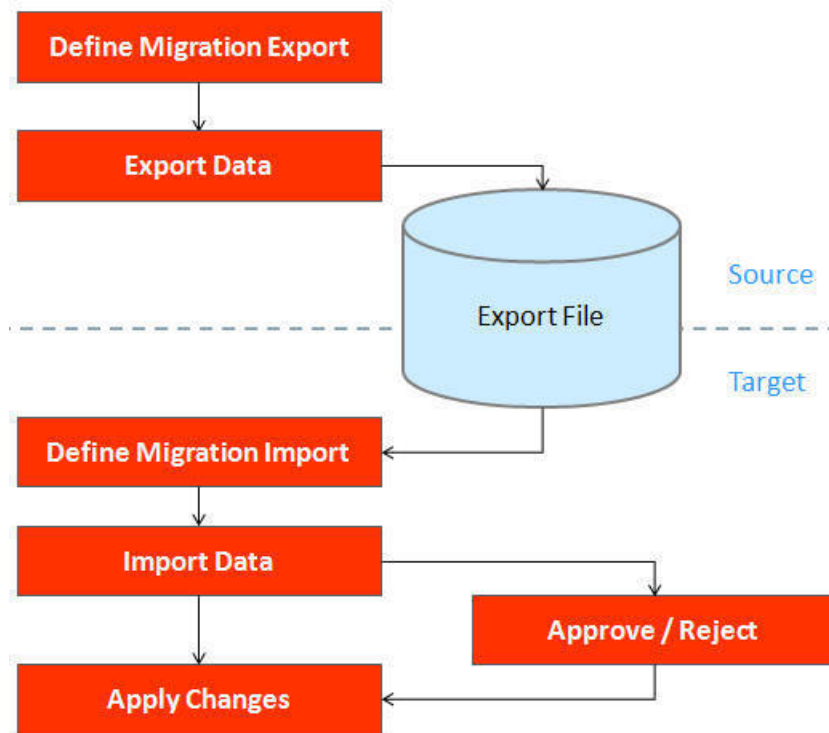 Define Migration Export
Export Data
Source
Export File
Target
Define Migration Import
Import Data
Approve / Reject
Apply Changes